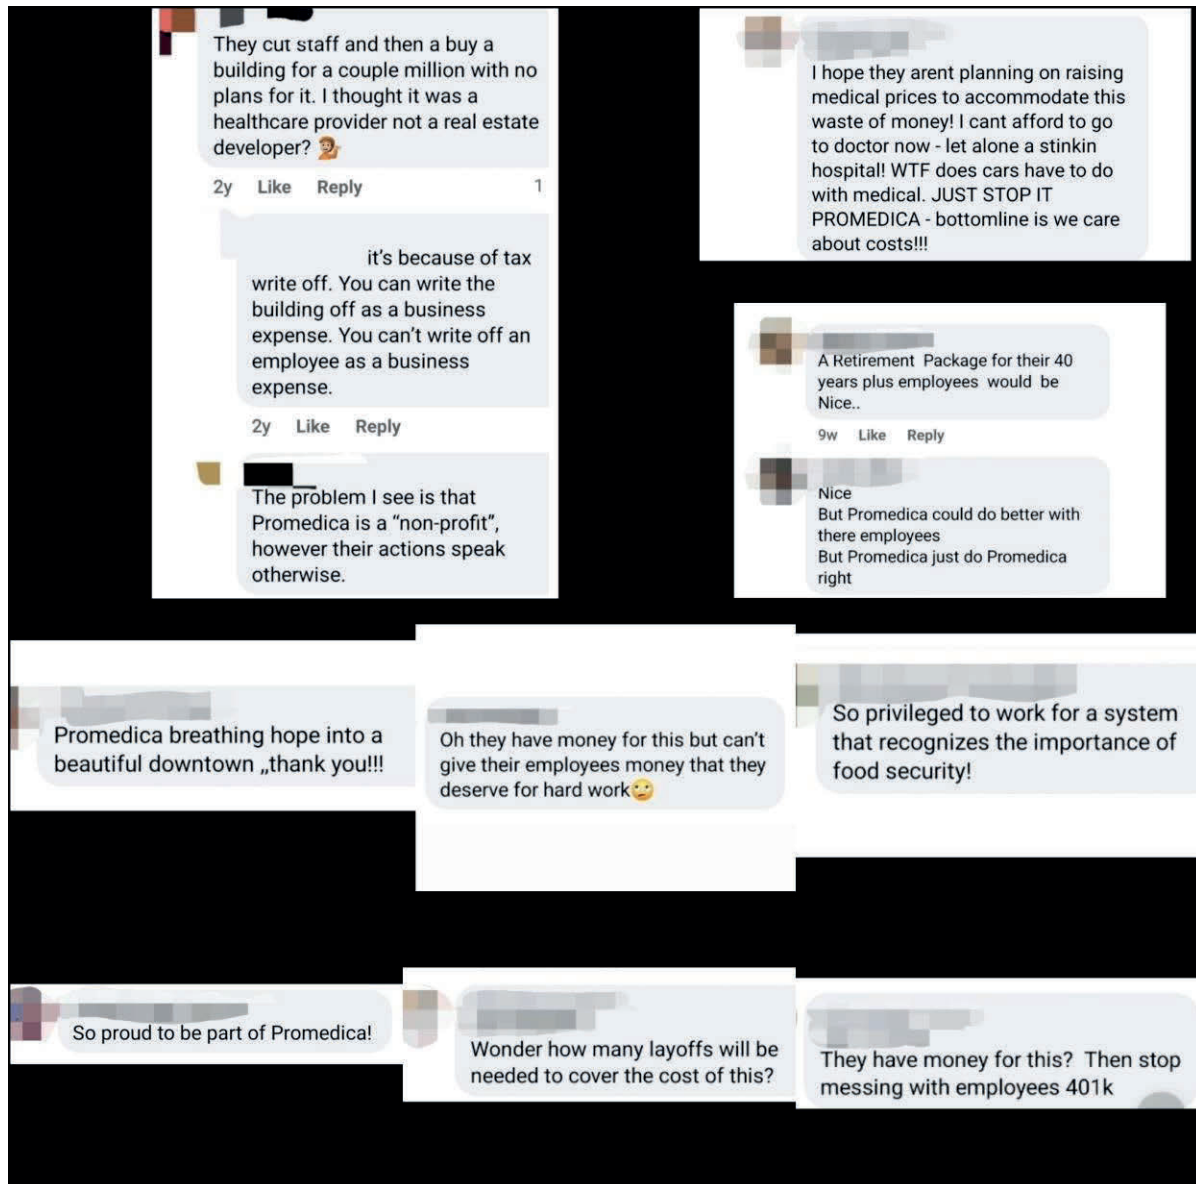 They cut staff and then a buy a
building for a couple million with no
plans for it. I thought it was a
healthcare provider not a real estate
developer? 💁🏼
2y Like Reply 1
it's because of tax
write off. You can write the
building off as a business
expense. You can't write off an
employee as a business
expense.
2y Like Reply
The problem I see is that
Promedica is a “non-profit”,
however their actions speak
otherwise.
I hope they arent planning on raising
medical prices to accommodate this
waste of money! I cant afford to go
to doctor now - let alone a stinkin
hospital! WTF does cars have to do
with medical. JUST STOP IT
PROMEDICA - bottomline is we care
about costs!!!
A Retirement Package for their 40
years plus employees would be
Nice..
9w Like Reply
Nice
But Promedica could do better with
there employees
But Promedica just do Promedica
right
Promedica breathing hope into a
beautiful downtown ,,thank you!!!
Oh they have money for this but can't
give their employees money that they
deserve for hard work🙄
So privileged to work for a system
that recognizes the importance of
food security!
So proud to be part of Promedica!
Wonder how many layoffs will be
needed to cover the cost of this?
They have money for this? Then stop
messing with employees 401k